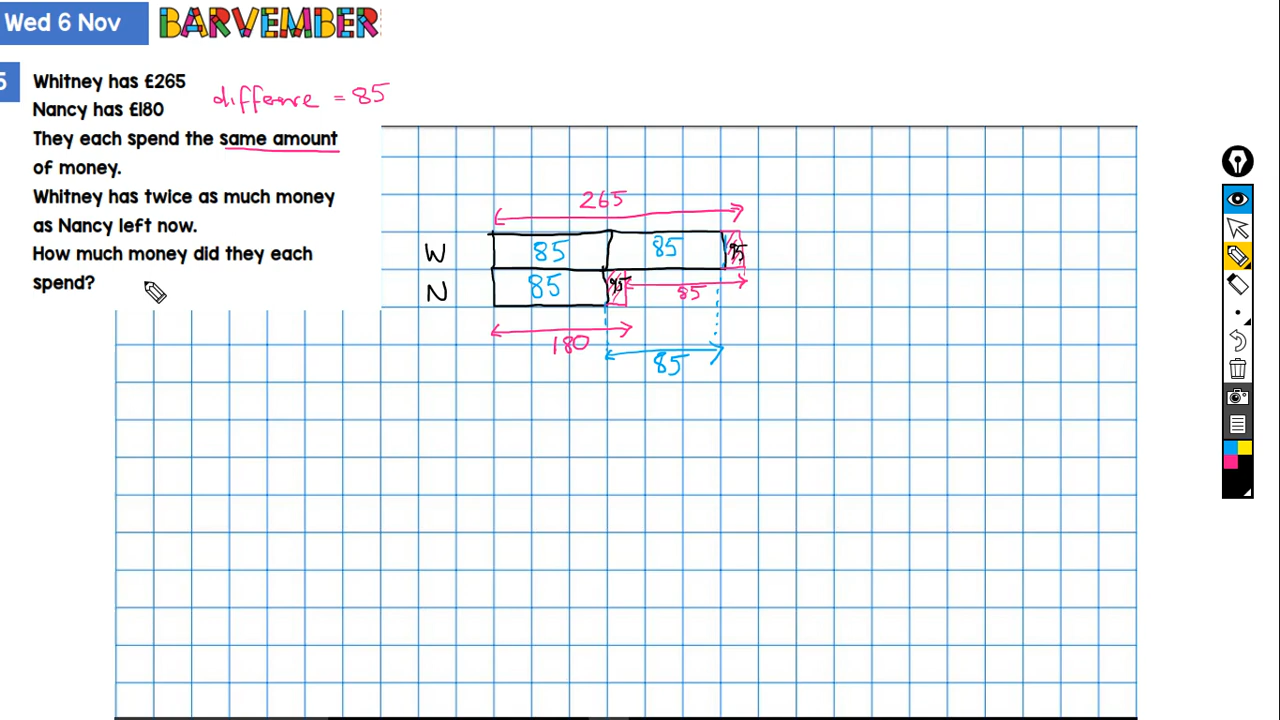 Wed 6 Nov BARVEMBER
5
Whitney has £265
Nancy has £180
difference = 85
They each spend the same amount
of money.
Whitney has twice as much money
as Nancy left now.
How much money did they each
spend?
265
W 85 85 95
N 85 95 85
180
85